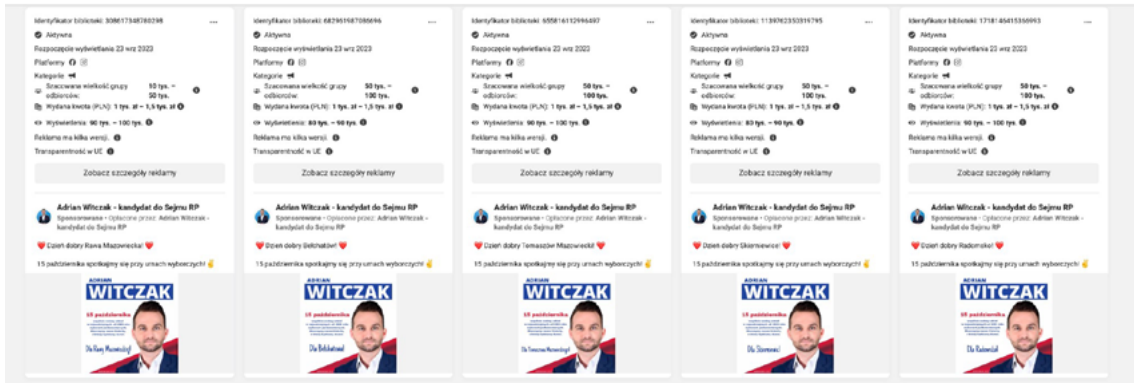 Identyfikator biblioteki: 308617348780298
Aktywna
Rozpoczęcie wyświetlania 23 wrz 2023
Platformy
Kategorie
Szacowana wielkość grupy odbiorców: 10 tys. – 50 tys.
Wydana kwota (PLN): 1 tys. zł – 1,5 tys. zł
Wyświetlenia: 90 tys. – 100 tys.
Reklama ma kilka wersji.
Transparentność w UE
Zobacz szczegóły reklamy
Adrian Witczak - kandydat do Sejmu RP
Sponsorowane • Opłacone przez: Adrian Witczak - kandydat do Sejmu RP
❤️ Dzień dobry Rawa Mazowiecka! ❤️
15 października spotkajmy się przy urnach wyborczych! ✌️
ADRIAN
WITCZAK
15 października
Dla Rawy Mazowieckiej!
Identyfikator biblioteki: 682961987086696
Aktywna
Rozpoczęcie wyświetlania 23 wrz 2023
Platformy
Kategorie
Szacowana wielkość grupy odbiorców: 50 tys. – 100 tys.
Wydana kwota (PLN): 1 tys. zł – 1,5 tys. zł
Wyświetlenia: 80 tys. – 90 tys.
Reklama ma kilka wersji.
Transparentność w UE
Zobacz szczegóły reklamy
Adrian Witczak - kandydat do Sejmu RP
Sponsorowane • Opłacone przez: Adrian Witczak - kandydat do Sejmu RP
❤️ Dzień dobry Bełchatów! ❤️
15 października spotkajmy się przy urnach wyborczych! ✌️
ADRIAN
WITCZAK
15 października
Dla Bełchatowa!
Identyfikator biblioteki: 655816112996497
Aktywna
Rozpoczęcie wyświetlania 23 wrz 2023
Platformy
Kategorie
Szacowana wielkość grupy odbiorców: 50 tys. – 100 tys.
Wydana kwota (PLN): 1 tys. zł – 1,5 tys. zł
Wyświetlenia: 90 tys. – 100 tys.
Reklama ma kilka wersji.
Transparentność w UE
Zobacz szczegóły reklamy
Adrian Witczak - kandydat do Sejmu RP
Sponsorowane • Opłacone przez: Adrian Witczak - kandydat do Sejmu RP
❤️ Dzień dobry Tomaszów Mazowiecki! ❤️
15 października spotkajmy się przy urnach wyborczych! ✌️
ADRIAN
WITCZAK
15 października
Dla Tomaszowa Mazowieckiego!
Identyfikator biblioteki: 1139762350319795
Aktywna
Rozpoczęcie wyświetlania 23 wrz 2023
Platformy
Kategorie
Szacowana wielkość grupy odbiorców: 50 tys. – 100 tys.
Wydana kwota (PLN): 1 tys. zł – 1,5 tys. zł
Wyświetlenia: 80 tys. – 90 tys.
Reklama ma kilka wersji.
Transparentność w UE
Zobacz szczegóły reklamy
Adrian Witczak - kandydat do Sejmu RP
Sponsorowane • Opłacone przez: Adrian Witczak - kandydat do Sejmu RP
❤️ Dzień dobry Skierniewice! ❤️
15 października spotkajmy się przy urnach wyborczych! ✌️
ADRIAN
WITCZAK
15 października
Dla Skierniewic!
Identyfikator biblioteki: 1718146415366993
Aktywna
Rozpoczęcie wyświetlania 23 wrz 2023
Platformy
Kategorie
Szacowana wielkość grupy odbiorców: 50 tys. – 100 tys.
Wydana kwota (PLN): 1 tys. zł – 1,5 tys. zł
Wyświetlenia: 90 tys. – 100 tys.
Reklama ma kilka wersji.
Transparentność w UE
Zobacz szczegóły reklamy
Adrian Witczak - kandydat do Sejmu RP
Sponsorowane • Opłacone przez: Adrian Witczak - kandydat do Sejmu RP
❤️ Dzień dobry Radomsko! ❤️
15 października spotkajmy się przy urnach wyborczych! ✌️
ADRIAN
WITCZAK
15 października
Dla Radomska!